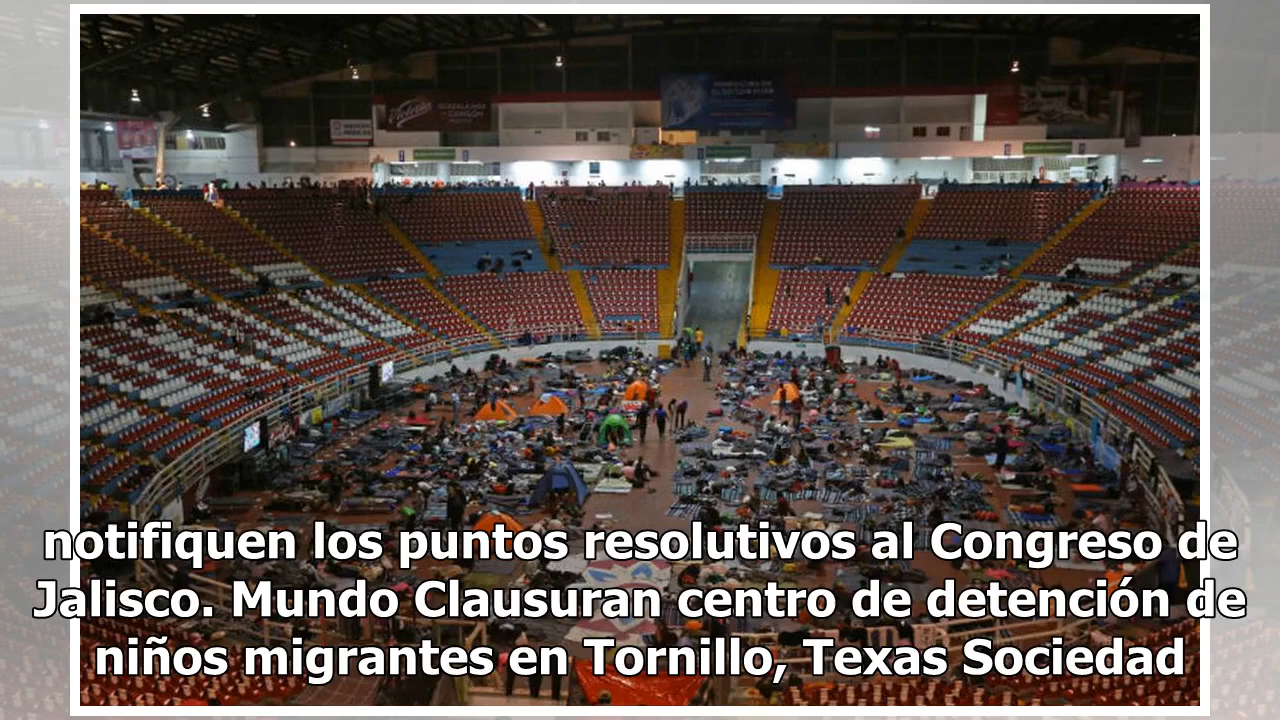 Victoria
notifiquen los puntos resolutivos al Congreso de
Jalisco. Mundo Clausuran centro de detención de
niños migrantes en Tornillo, Texas Sociedad